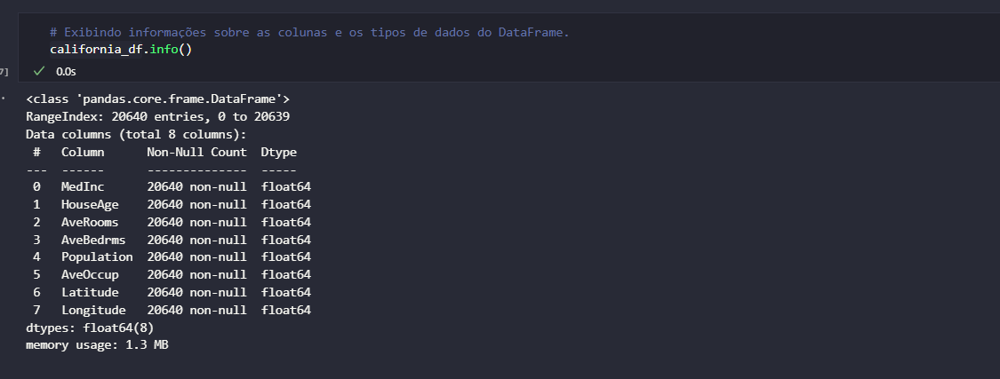 # Exibindo informações sobre as colunas e os tipos de dados do DataFrame.
california_df.info()
7]
0.0s
<class 'pandas.core.frame.DataFrame'>
RangeIndex: 20640 entries, 0 to 20639
Data columns (total 8 columns):
 #   Column      Non-Null Count  Dtype
---  ------      --------------  -----
 0   MedInc      20640 non-null  float64
 1   HouseAge    20640 non-null  float64
 2   AveRooms    20640 non-null  float64
 3   AveBedrms   20640 non-null  float64
 4   Population  20640 non-null  float64
 5   AveOccup    20640 non-null  float64
 6   Latitude    20640 non-null  float64
 7   Longitude   20640 non-null  float64
dtypes: float64(8)
memory usage: 1.3 MB